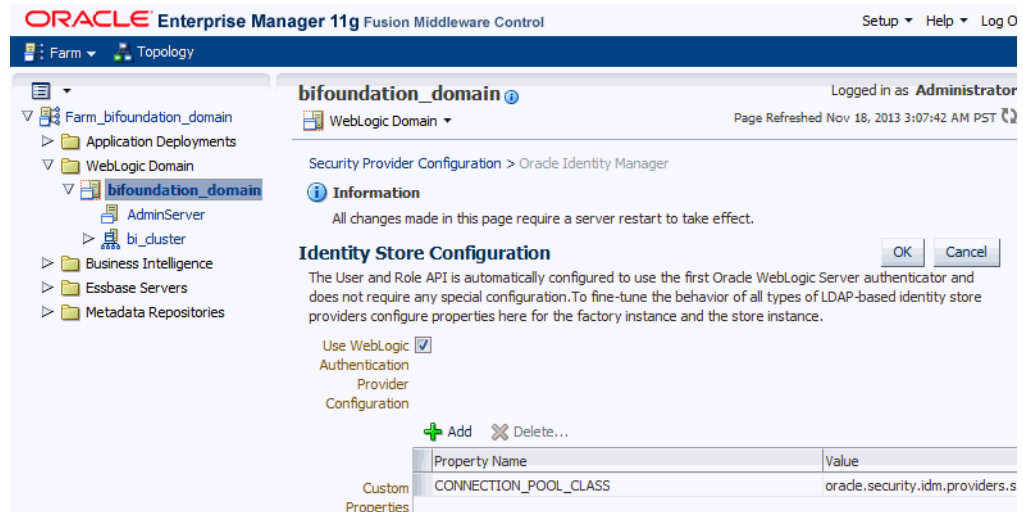 ORACLE Enterprise Manager 11g Fusion Middleware Control
Setup Help Log
Farm Topology
bifoundation_domain
Logged in as Administrator
WebLogic Domain
Page Refreshed Nov 18, 2013 3:07:42 AM PST
Farm_bifoundation_domain
Application Deployments
WebLogic Domain
bifoundation_domain
AdminServer
bi_cluster
Business Intelligence
Essbase Servers
Metadata Repositories
Security Provider Configuration > Oracle Identity Manager
Information
All changes made in this page require a server restart to take effect.
Identity Store Configuration
OK Cancel
The User and Role API is automatically configured to use the first Oracle WebLogic Server authenticator and
does not require any special configuration.To fine-tune the behavior of all types of LDAP-based identity store
providers configure properties here for the factory instance and the store instance.
Use WebLogic
Authentication
Provider
Configuration
Add Delete...
Property Name Value
CONNECTION_POOL_CLASS oracle.security.idm.providers.s
Custom
Properties